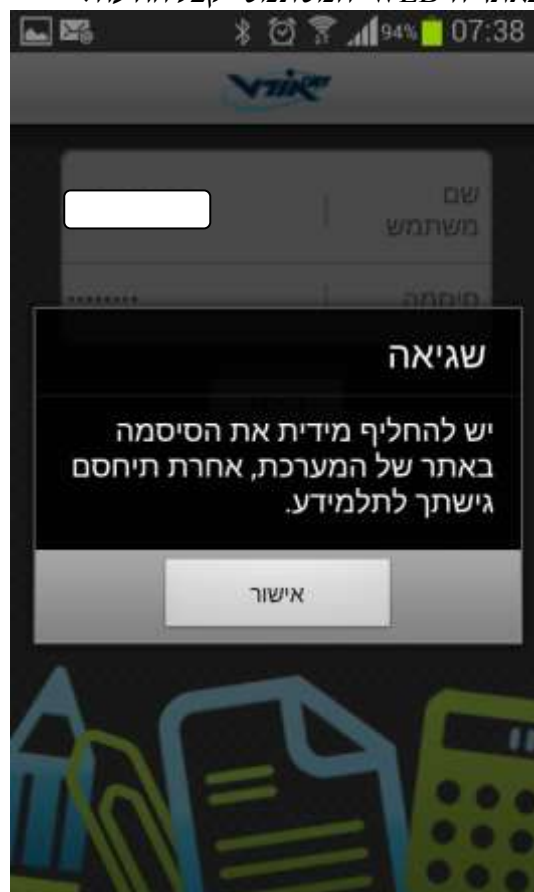 94% 07:38
שם
משתמש
סיסמה
שגיאה
יש להחליף מידית את הסיסמה
באתר של המערכת, אחרת תיחסם
גישתך לתלמידע.
אישור